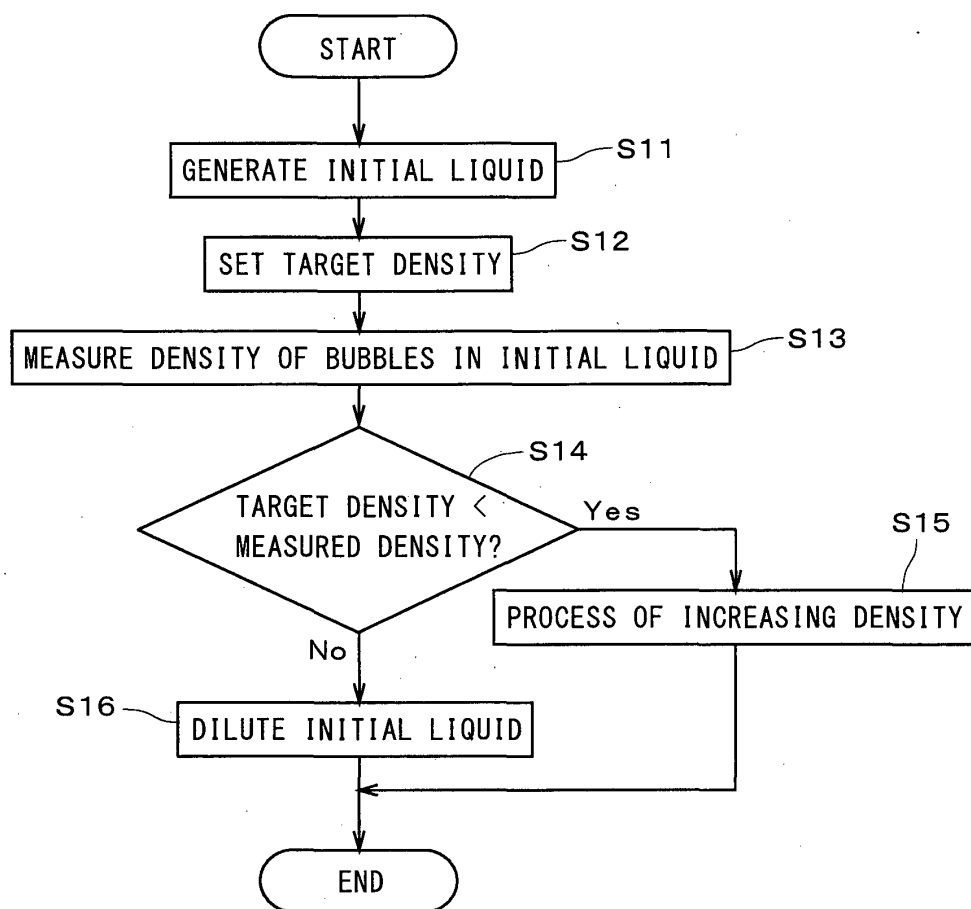 START
GENERATE INITIAL LIQUID
S11
SET TARGET DENSITY
S12
MEASURE DENSITY OF BUBBLES IN INITIAL LIQUID
S13
S14
TARGET DENSITY <
MEASURED DENSITY?
Yes
S15
PROCESS OF INCREASING DENSITY
No
S16
DILUTE INITIAL LIQUID
END